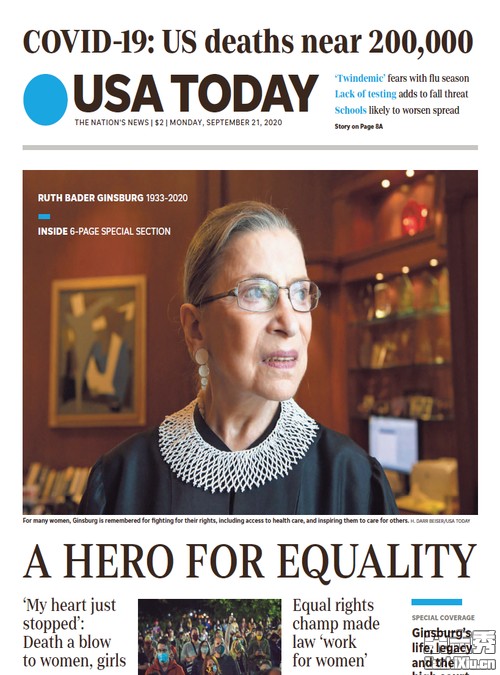 COVID-19: US deaths near 200,000
USA TODAY
THE NATION'S NEWS | $2 | MONDAY, SEPTEMBER 21, 2020
‘Twindemic’ fears with flu season
Lack of testing adds to fall threat
Schools likely to worsen spread
Story on Page 8A
RUTH BADER GINSBURG 1933-2020
INSIDE 6-PAGE SPECIAL SECTION
For many women, Ginsburg is remembered for fighting for their rights, including access to health care, and inspiring them to care for others. H. DARR BEISER/USA TODAY
A HERO FOR EQUALITY
‘My heart just
stopped’:
Death a blow
to women, girls
Equal rights
champ made
law ‘work
for women’
SPECIAL COVERAGE
Ginsburg's
life, legacy
and the
high court